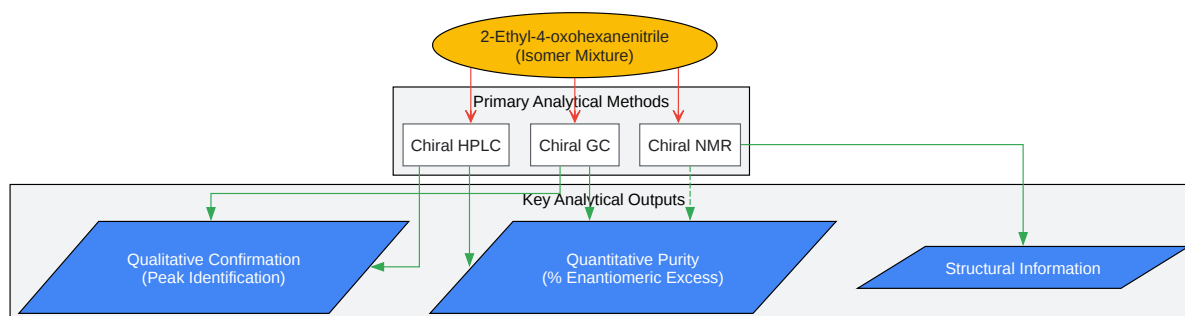 2-Ethyl-4-oxohexanenitrile
(Isomer Mixture)
Primary Analytical Methods
Chiral HPLC
Chiral GC
Chiral NMR
Key Analytical Outputs
Qualitative Confirmation
(Peak Identification)
Quantitative Purity
(% Enantiomeric Excess)
Structural Information